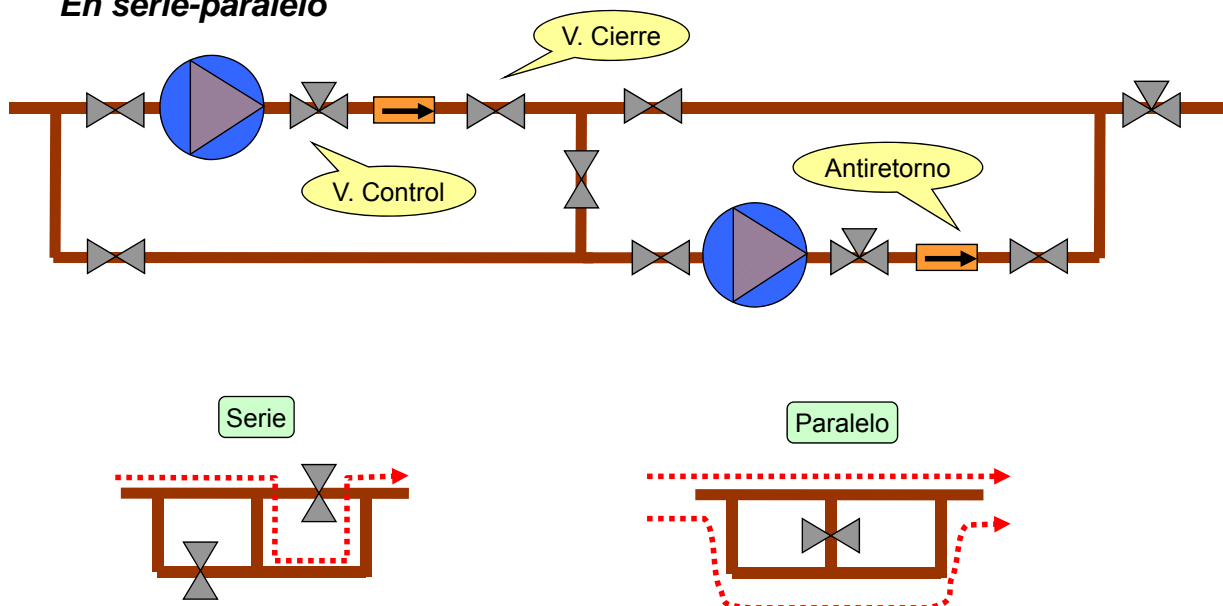 En serie-paralelo
V. Cierre
V. Control
Antiretorno
Serie
Paralelo